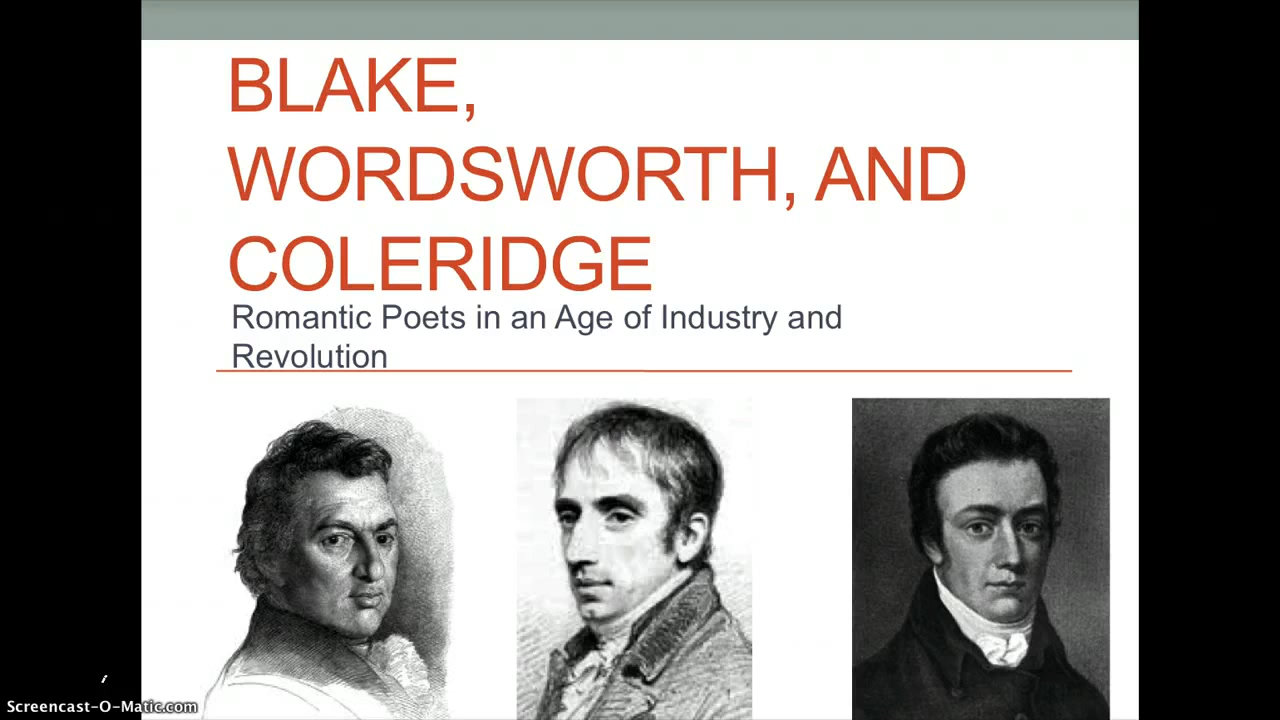 BLAKE,
WORDSWORTH, AND
COLERIDGE
Romantic Poets in an Age of Industry and
Revolution
Screencast-O-Matic.com